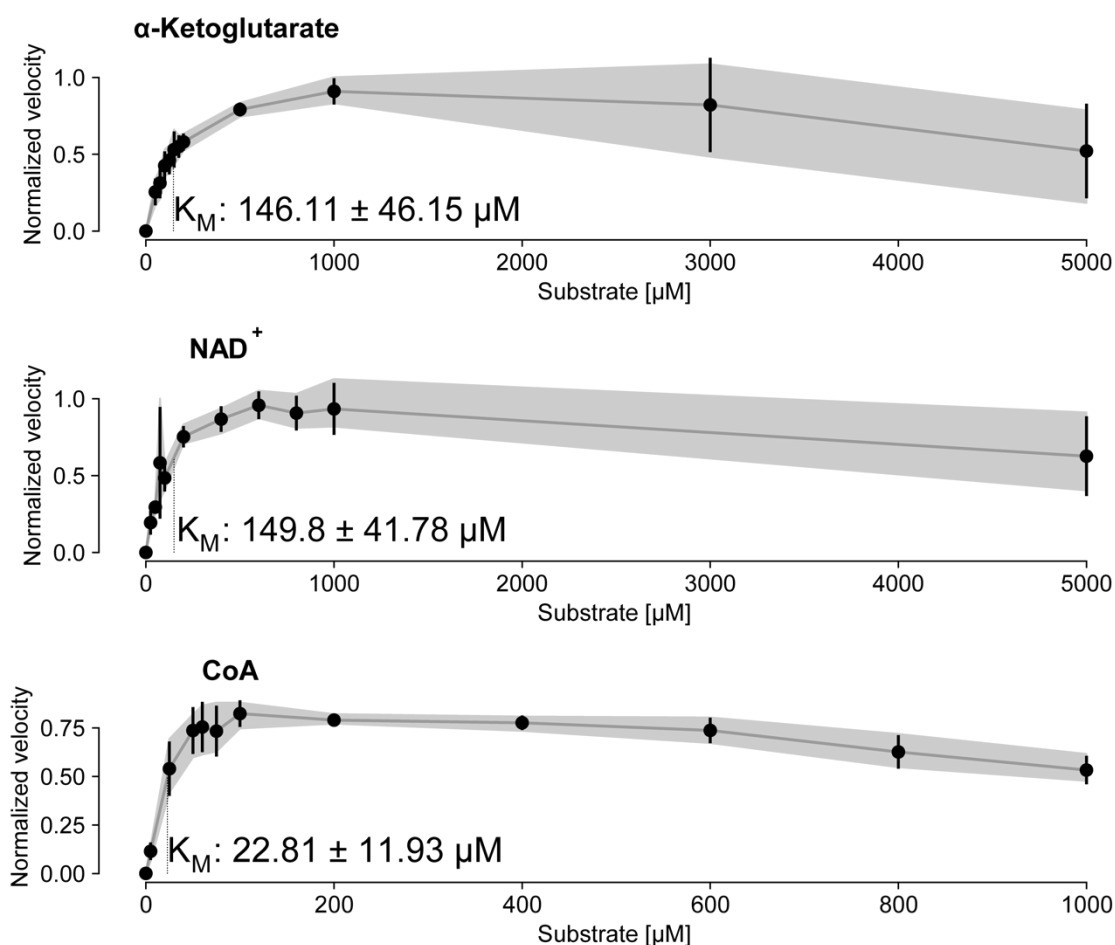 α-Ketoglutarate
Normalized velocity
1.0
0.5
0.0
K_M: 146.11 ± 46.15 µM
0 1000 2000 3000 4000 5000
Substrate [µM]
NAD⁺
Normalized velocity
1.0
0.5
0.0
K_M: 149.8 ± 41.78 µM
0 1000 2000 3000 4000 5000
Substrate [µM]
CoA
Normalized velocity
0.75
0.50
0.25
0.00
K_M: 22.81 ± 11.93 µM
0 200 400 600 800 1000
Substrate [µM]